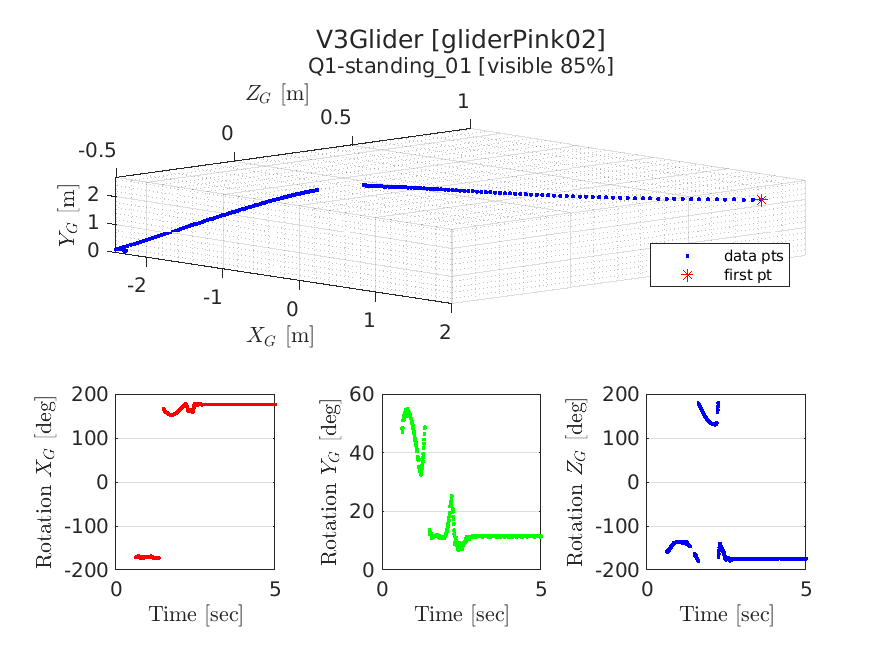 V3Glider [gliderPink02]
Q1-standing_01 [visible 85%]
Z_G [m]
-0.5
0
0.5
1
Y_G [m]
2
1
0
-2
-1
0
1
2
X_G [m]
data pts
first pt
Rotation X_G [deg]
200
100
0
-100
-200
0
5
Time [sec]
Rotation Y_G [deg]
60
40
20
0
0
5
Time [sec]
Rotation Z_G [deg]
200
100
0
-100
-200
0
5
Time [sec]